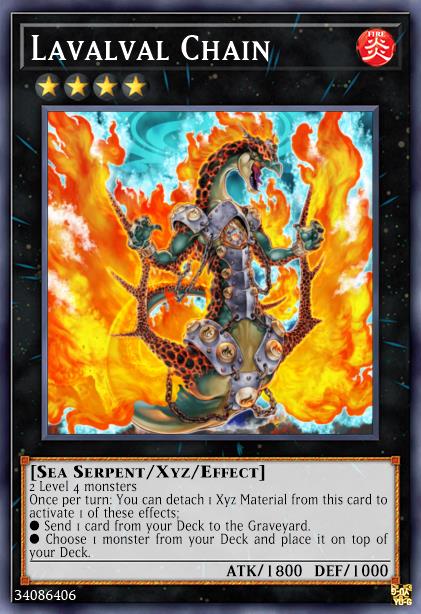 LAVALVAL CHAIN
FIRE
炎
[SEA SERPENT/XYZ/EFFECT]
2 Level 4 monsters
Once per turn: You can detach 1 Xyz Material from this card to
activate 1 of these effects;
● Send 1 card from your Deck to the Graveyard.
● Choose 1 monster from your Deck and place it on top of
your Deck.
ATK/1800 DEF/1000
34086406